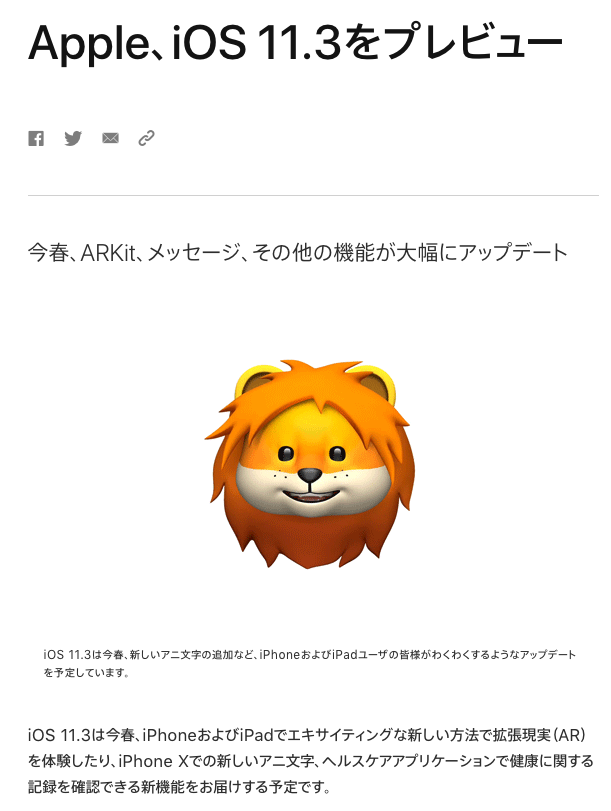 Apple、iOS 11.3をプレビュー
今春、ARKit、メッセージ、その他の機能が大幅にアップデート
iOS 11.3は今春、新しいアニ文字の追加など、iPhoneおよびiPadユーザの皆様がわくわくするようなアップデート
を予定しています。
iOS 11.3は今春、iPhoneおよびiPadでエキサイティングな新しい方法で拡張現実（AR）
を体験したり、iPhone Xでの新しいアニ文字、ヘルスケアアプリケーションで健康に関する
記録を確認できる新機能をお届けする予定です。